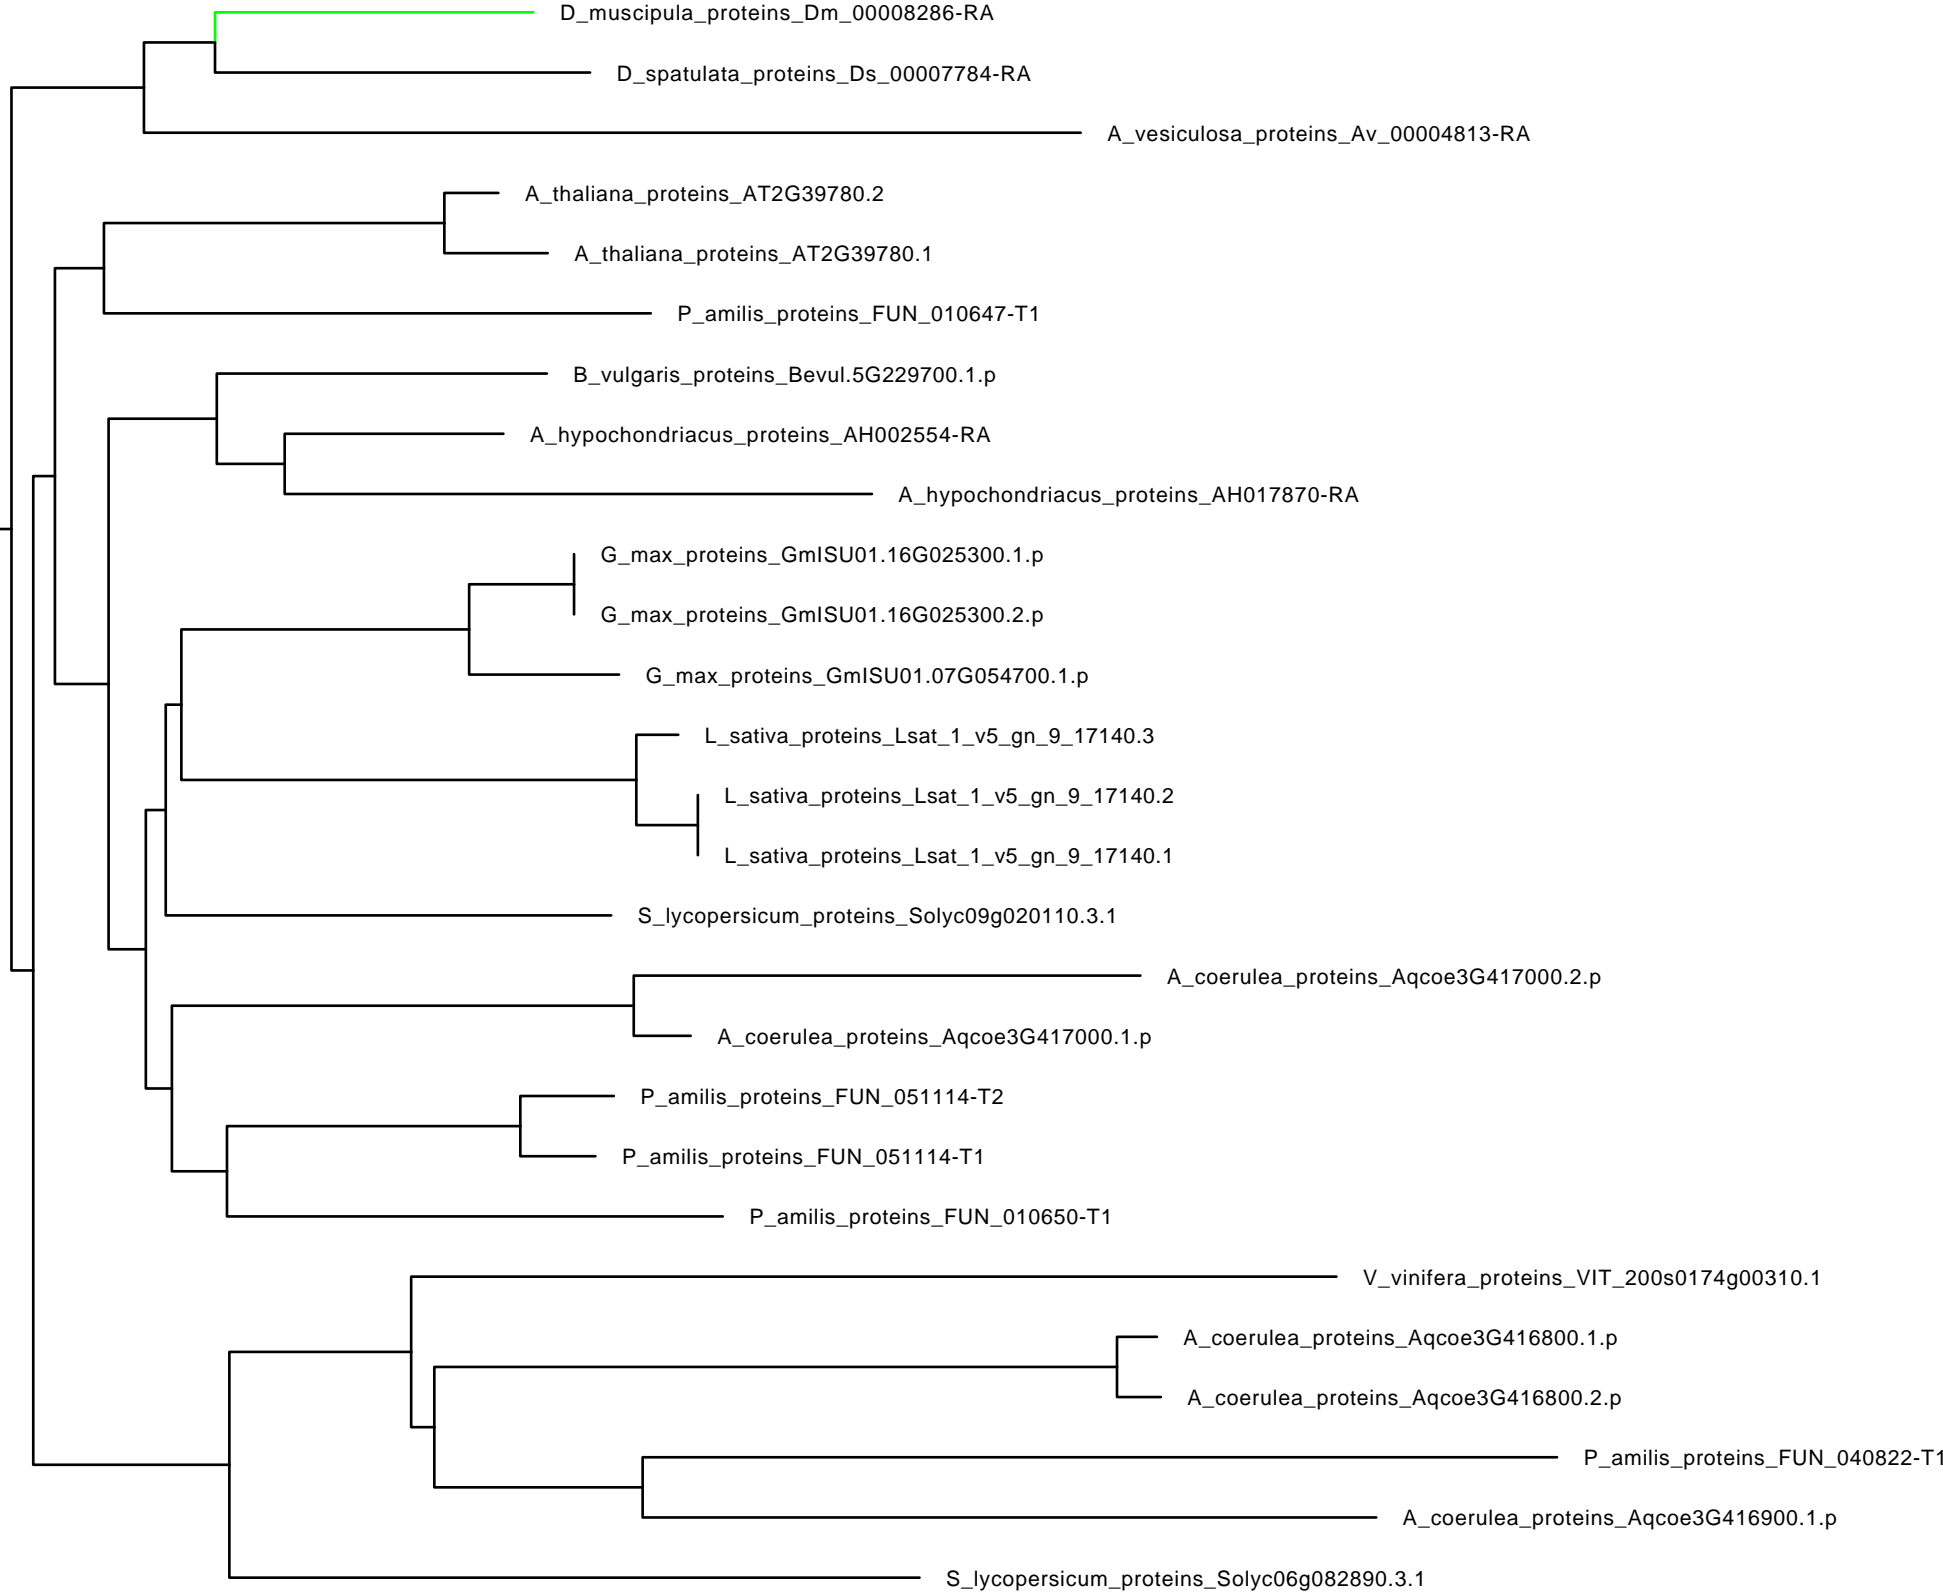 D_muscipula_proteins_Dm_00008286-RA
D_spatulata_proteins_Ds_00007784-RA
A_vesiculosa_proteins_Av_00004813-RA
A_thaliana_proteins_AT2G39780.2
A_thaliana_proteins_AT2G39780.1
P_amilis_proteins_FUN_010647-T1
B_vulgaris_proteins_Bevul.5G229700.1.p
A_hypochondriacus_proteins_AH002554-RA
A_hypochondriacus_proteins_AH017870-RA
G_max_proteins_GmISU01.16G025300.1.p
G_max_proteins_GmISU01.16G025300.2.p
G_max_proteins_GmISU01.07G054700.1.p
L_sativa_proteins_Lsat_1_v5_gn_9_17140.3
L_sativa_proteins_Lsat_1_v5_gn_9_17140.2
L_sativa_proteins_Lsat_1_v5_gn_9_17140.1
S_lycopersicum_proteins_Solyc09g020110.3.1
A_coerulea_proteins_Aqcoe3G417000.2.p
A_coerulea_proteins_Aqcoe3G417000.1.p
P_amilis_proteins_FUN_051114-T2
P_amilis_proteins_FUN_051114-T1
P_amilis_proteins_FUN_010650-T1
V_vinifera_proteins_VIT_200s0174g00310.1
A_coerulea_proteins_Aqcoe3G416800.1.p
A_coerulea_proteins_Aqcoe3G416800.2.p
P_amilis_proteins_FUN_040822-T1
A_coerulea_proteins_Aqcoe3G416900.1.p
S_lycopersicum_proteins_Solyc06g082890.3.1